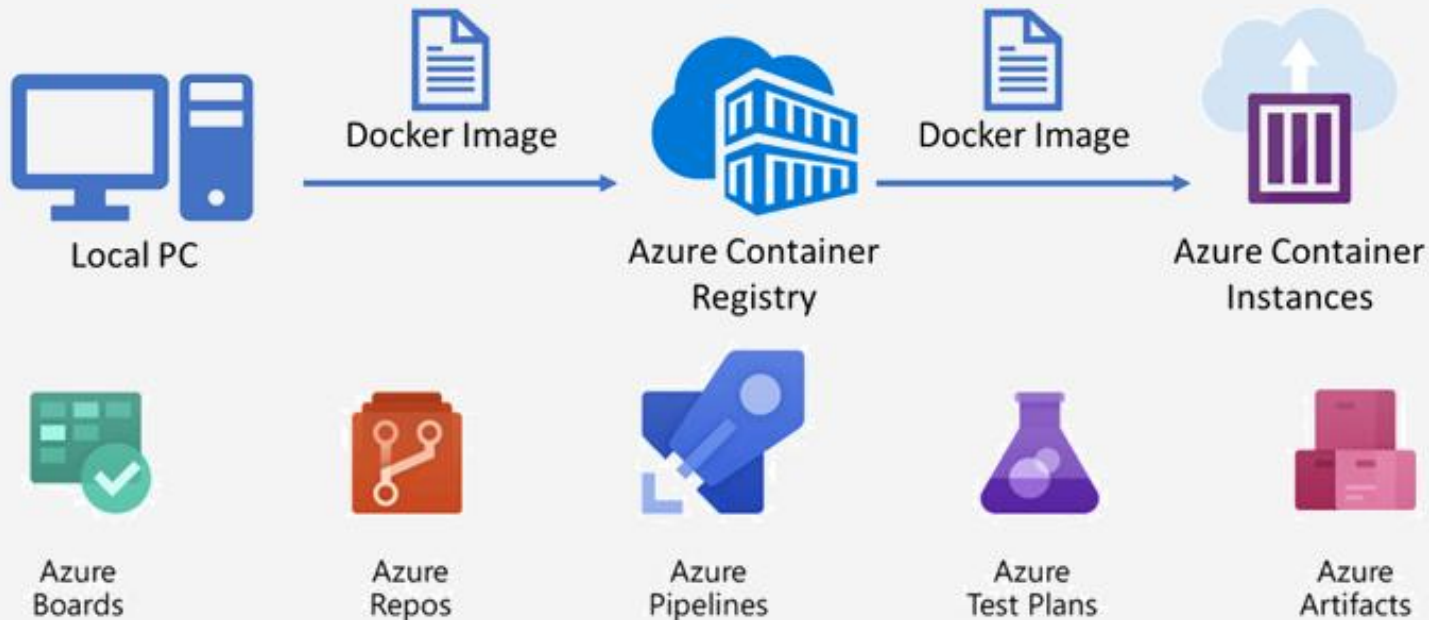 Docker Image
Docker Image
Local PC
Azure Container
Registry
Azure Container
Instances
Azure
Boards
Azure
Repos
Azure
Pipelines
Azure
Test Plans
Azure
Artifacts